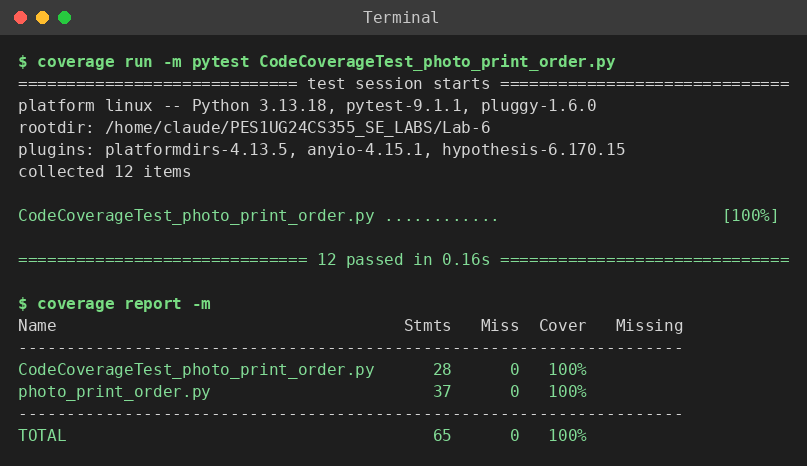 Terminal
$ coverage run -m pytest CodeCoverageTest_photo_print_order.py
============================= test session starts ==============================
platform linux -- Python 3.13.18, pytest-9.1.1, pluggy-1.6.0
rootdir: /home/claude/PES1UG24CS355_SE_LABS/Lab-6
plugins: platformdirs-4.13.5, anyio-4.15.1, hypothesis-6.170.15
collected 12 items
CodeCoverageTest_photo_print_order.py ............                       [100%]
============================== 12 passed in 0.16s ==============================
$ coverage report -m
Name                                    Stmts   Miss  Cover   Missing
---------------------------------------------------------------------
CodeCoverageTest_photo_print_order.py      28      0   100%
photo_print_order.py                       37      0   100%
---------------------------------------------------------------------
TOTAL                                      65      0   100%